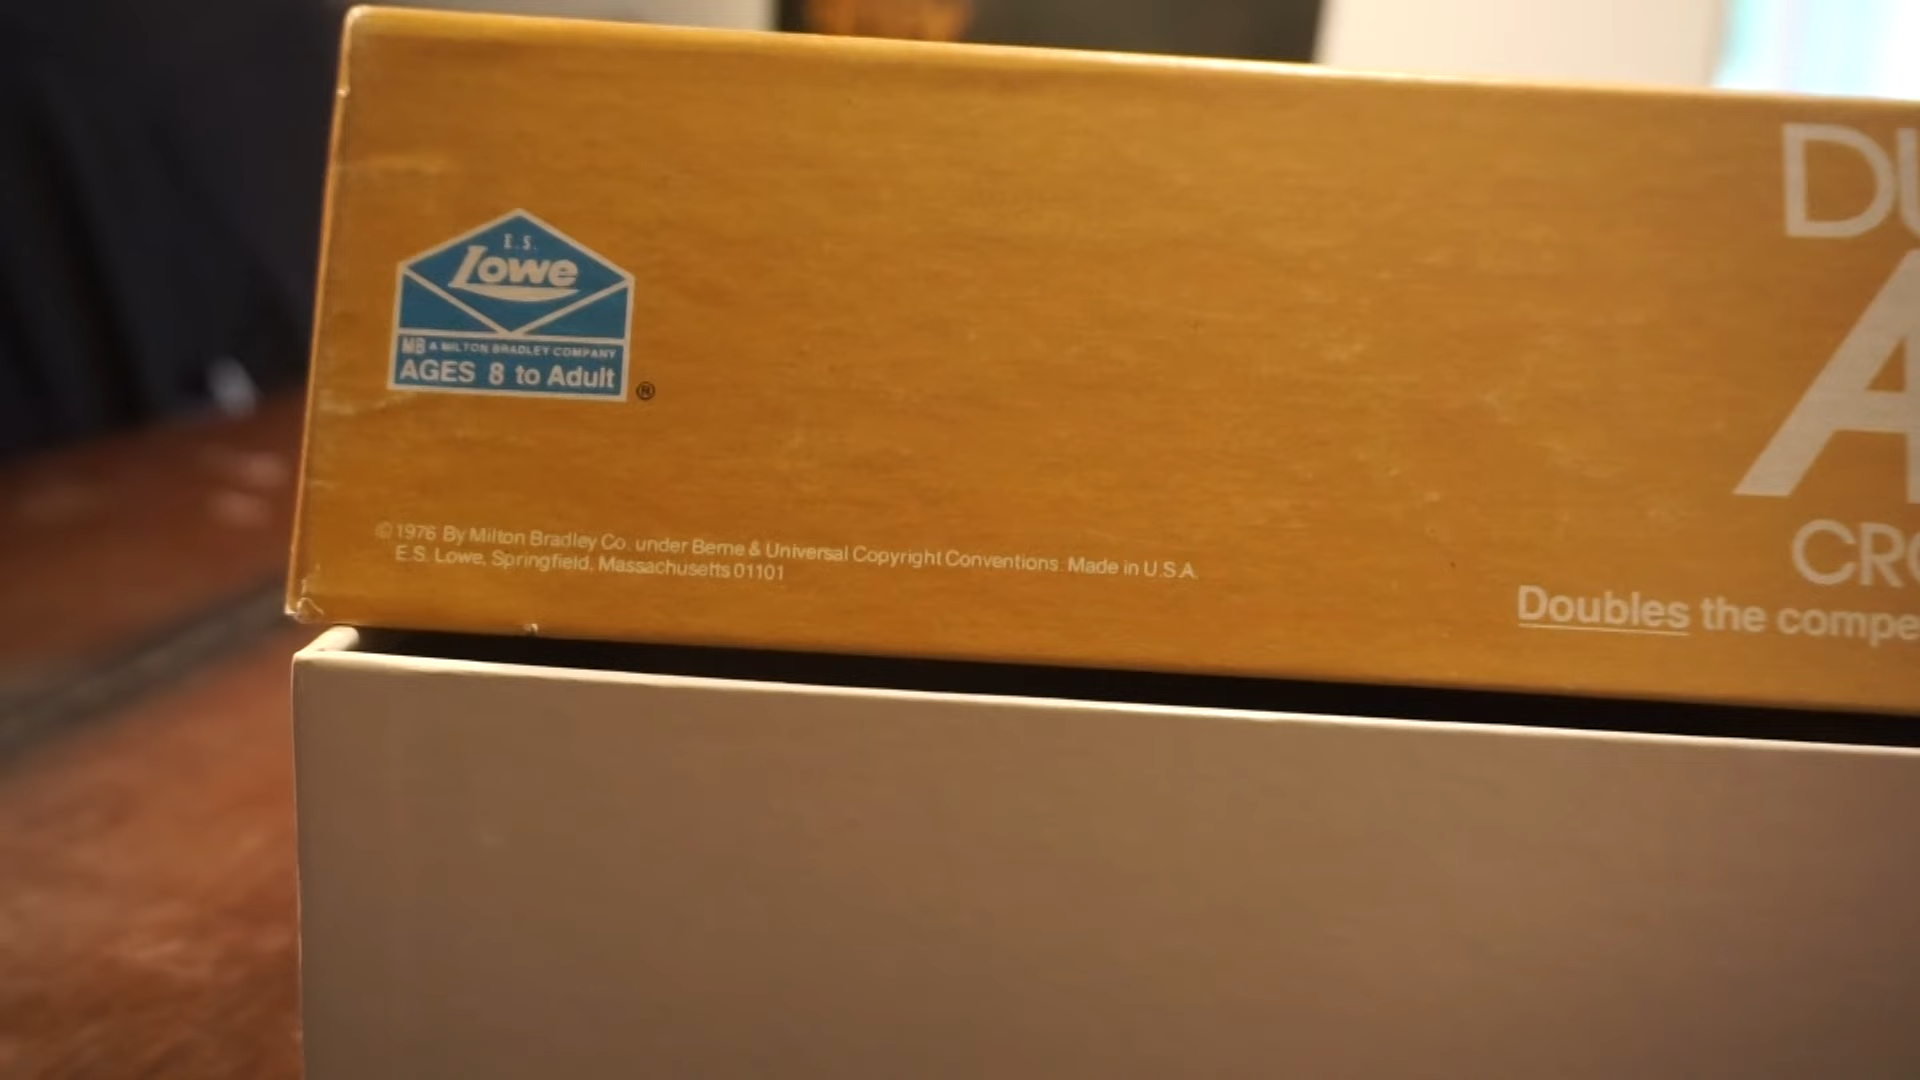 E.S.
Lowe
MB A MILTON BRADLEY COMPANY
AGES 8 to Adult
®
© 1976 By Milton Bradley Co. under Berne & Universal Copyright Conventions. Made in U.S.A.
E.S. Lowe, Springfield, Massachusetts 01101
DU
A
CRO
Doubles the compe